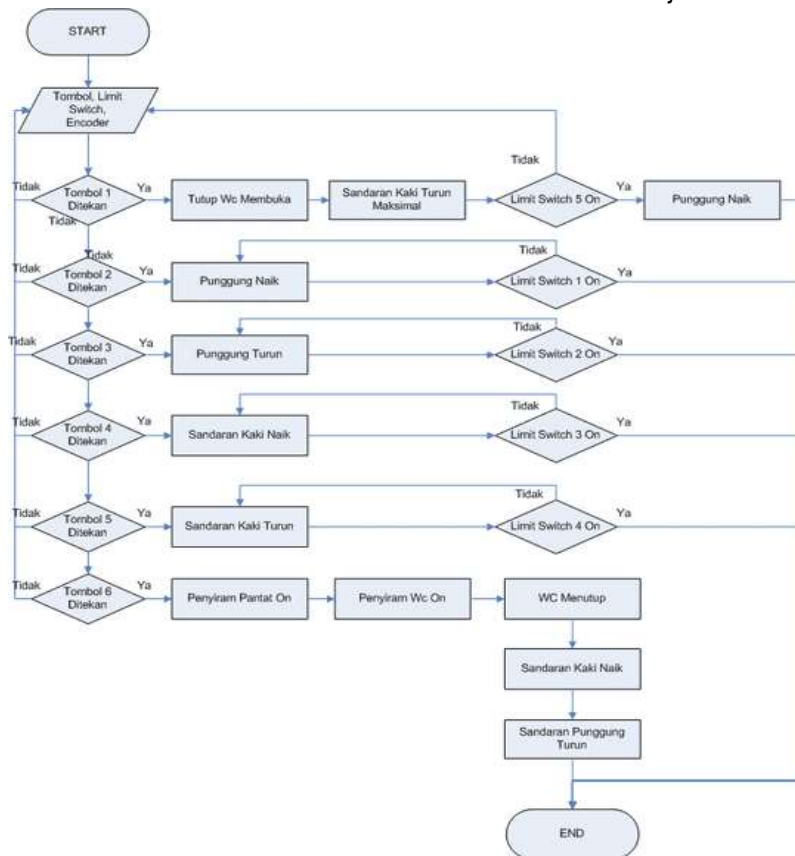 START
Tombol, Limit
Switch,
Encoder
Tidak
Tombol 1
Ditekan
Ya
Tutup Wc Membuka
Sandaran Kaki Turun
Maksimal
Tidak
Limit Switch 5 On
Ya
Punggung Naik
Tidak
Tidak
Tidak
Tombol 2
Ditekan
Ya
Punggung Naik
Tidak
Limit Switch 1 On
Ya
Tidak
Tombol 3
Ditekan
Ya
Punggung Turun
Tidak
Limit Switch 2 On
Ya
Tidak
Tombol 4
Ditekan
Ya
Sandaran Kaki Naik
Tidak
Limit Switch 3 On
Ya
Tidak
Tombol 5
Ditekan
Ya
Sandaran Kaki Turun
Tidak
Limit Switch 4 On
Ya
Tidak
Tombol 6
Ditekan
Ya
Penyiram Pantat On
Penyiram Wc On
WC Menutup
Sandaran Kaki Naik
Sandaran Punggung
Turun
END